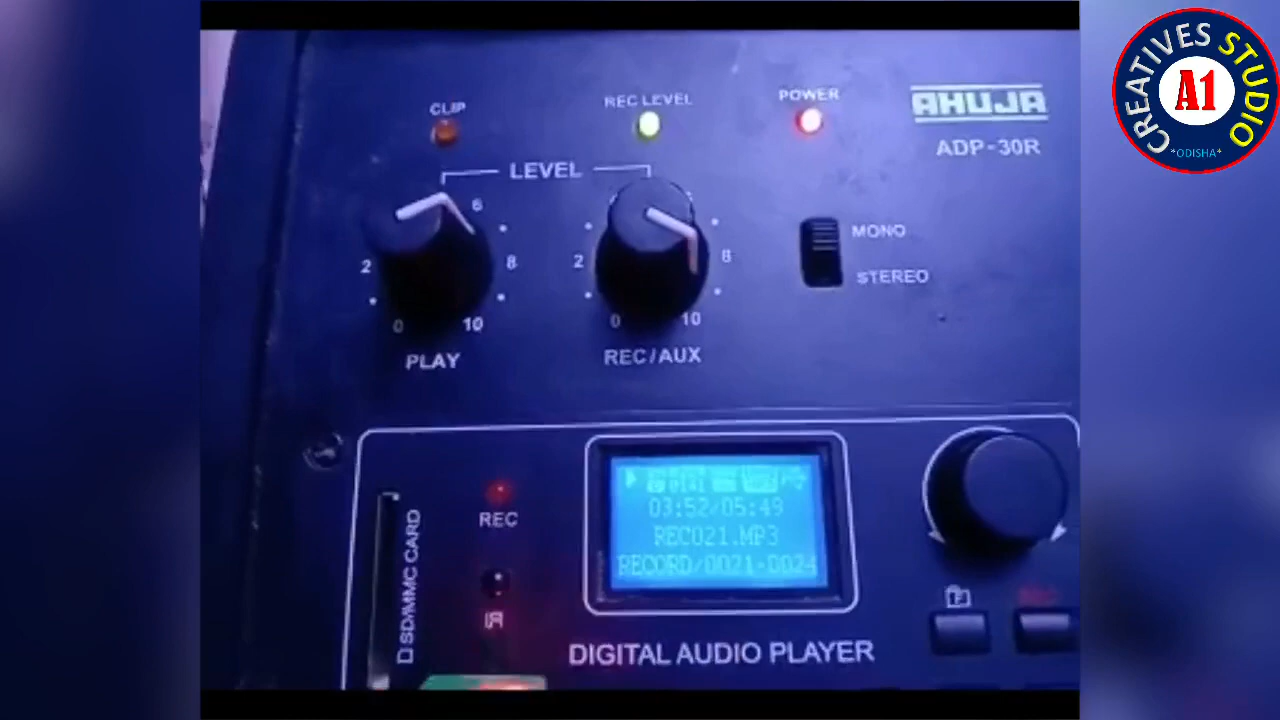 CREATIVES STUDIO
A1
*ODISHA*
CLIP
REC LEVEL
POWER
AHUJA
ADP-30R
LEVEL
6
2
8
0
10
PLAY
2
8
0
10
REC/AUX
MONO
STEREO
SD/MMC CARD
REC
IR
03:52/05:49
REC021.MP3
RECORD/0021-0024
DIGITAL AUDIO PLAYER
REC